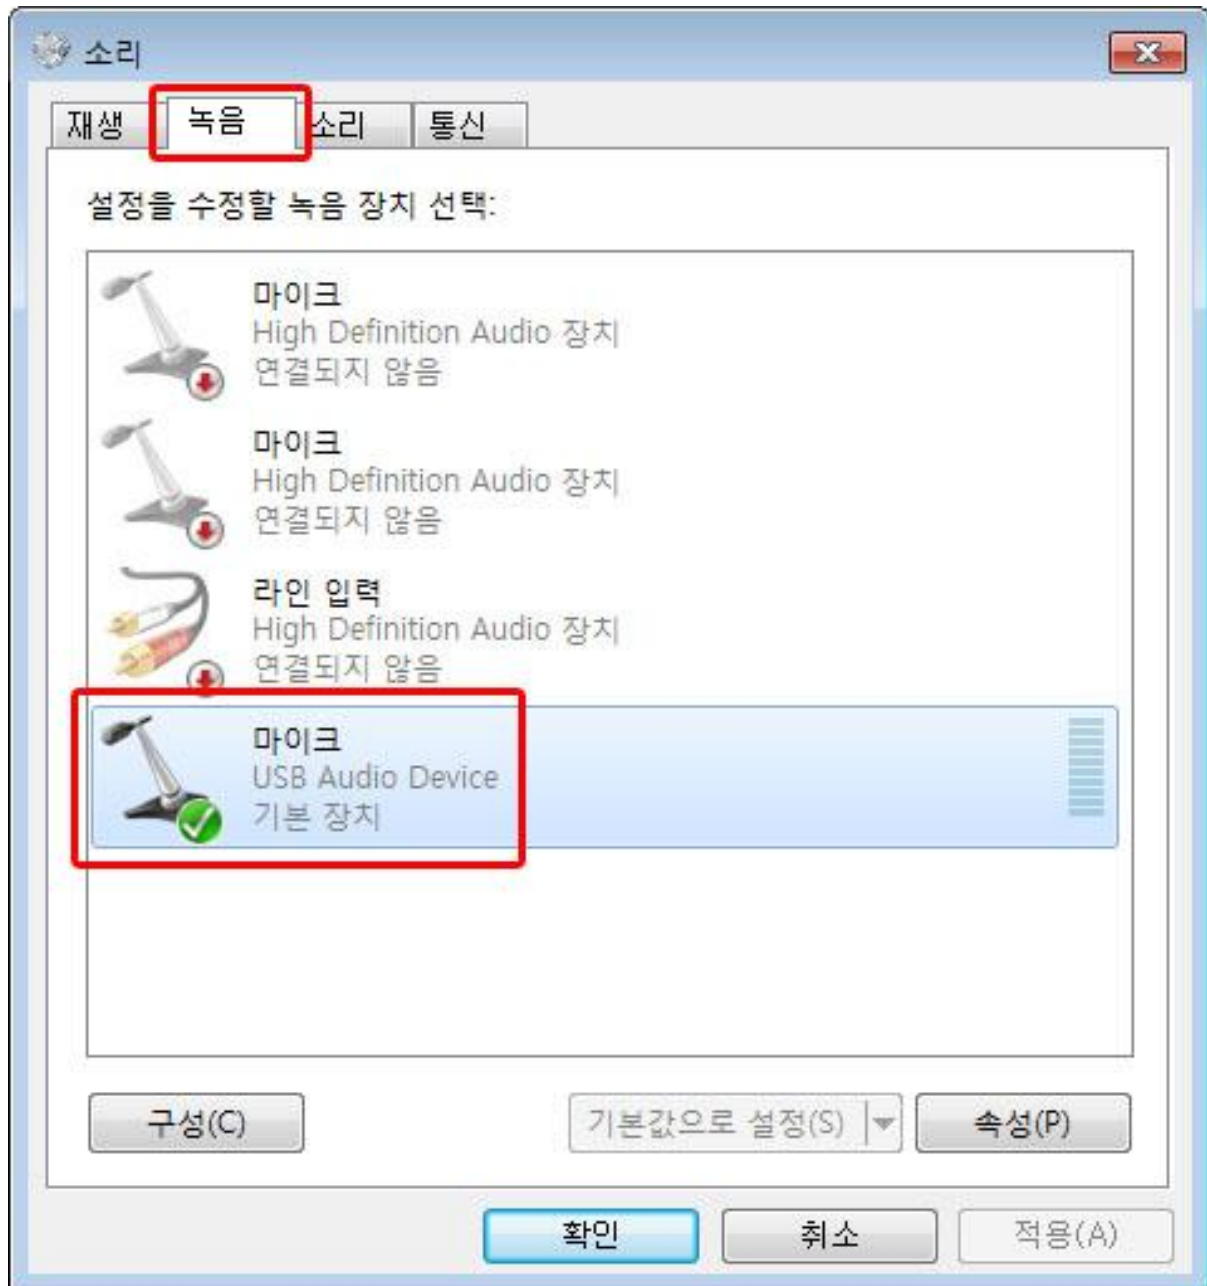 소리
재생 녹음 소리 통신
설정을 수정할 녹음 장치 선택:
마이크
High Definition Audio 장치
연결되지 않음
마이크
High Definition Audio 장치
연결되지 않음
라인 입력
High Definition Audio 장치
연결되지 않음
마이크
USB Audio Device
기본 장치
구성(C) 기본값으로 설정(S) 속성(P)
확인 취소 적용(A)